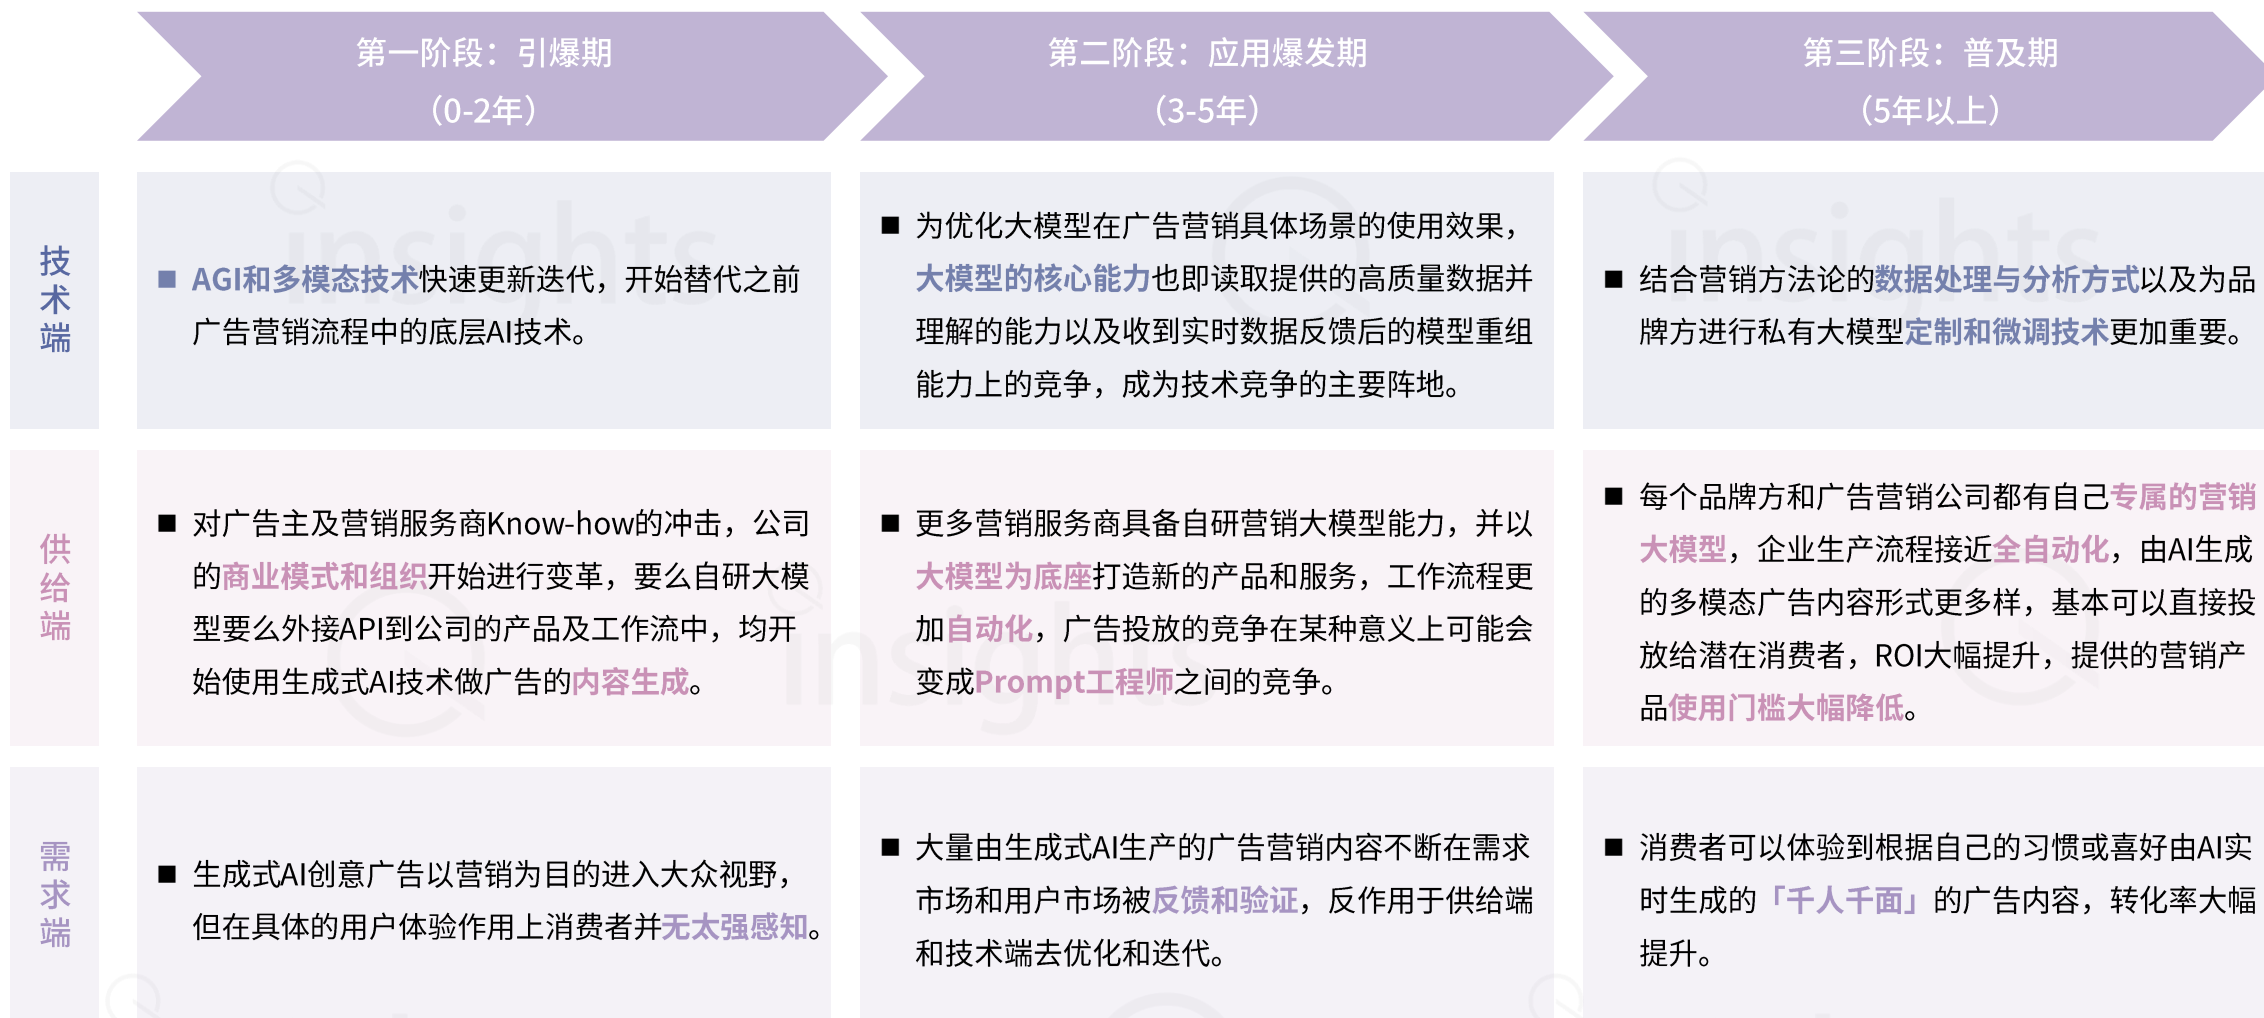 第一阶段：引爆期
（0-2年）
第二阶段：应用爆发期
（3-5年）
第三阶段：普及期
（5年以上）
技术端
■ AGI和多模态技术快速更新迭代，开始替代之前
广告营销流程中的底层AI技术。
■ 为优化大模型在广告营销具体场景的使用效果，
大模型的核心能力也即读取提供的高质量数据并
理解的能力以及收到实时数据反馈后的模型重组
能力上的竞争，成为技术竞争的主要阵地。
■ 结合营销方法论的数据处理与分析方式以及为品
牌方进行私有大模型定制和微调技术更加重要。
供给端
■ 对广告主及营销服务商Know-how的冲击，公司
的商业模式和组织开始进行变革，要么自研大模
型要么外接API到公司的产品及工作流中，均开
始使用生成式AI技术做广告的内容生成。
■ 更多营销服务商具备自研营销大模型能力，并以
大模型为底座打造新的产品和服务，工作流程更
加自动化，广告投放的竞争在某种意义上可能会
变成Prompt工程师之间的竞争。
■ 每个品牌方和广告营销公司都有自己专属的营销
大模型，企业生产流程接近全自动化，由AI生成
的多模态广告内容形式更多样，基本可以直接投
放给潜在消费者，ROI大幅提升，提供的营销产
品使用门槛大幅降低。
需求端
■ 生成式AI创意广告以营销为目的进入大众视野，
但在具体的用户体验作用上消费者并无太强感知。
■ 大量由生成式AI生产的广告营销内容不断在需求
市场和用户市场被反馈和验证，反作用于供给端
和技术端去优化和迭代。
■ 消费者可以体验到根据自己的习惯或喜好由AI实
时生成的「千人千面」的广告内容，转化率大幅
提升。
insights
insights
insights